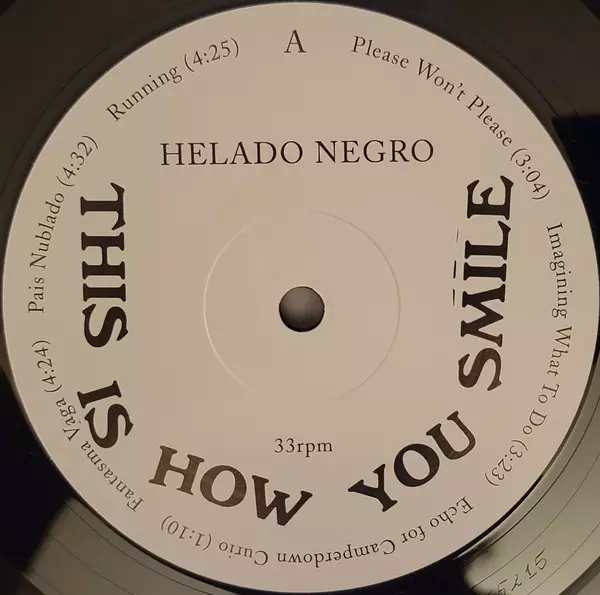 A
HELADO NEGRO
THIS IS HOW YOU SMILE
33rpm
Please Won't Please (3:04)
Imagining What To Do (3:23)
Echo for Camperdown Curio (1:10)
Fantasma Vaga (4:24)
Pais Nublado (4:32)
Running (4:25)